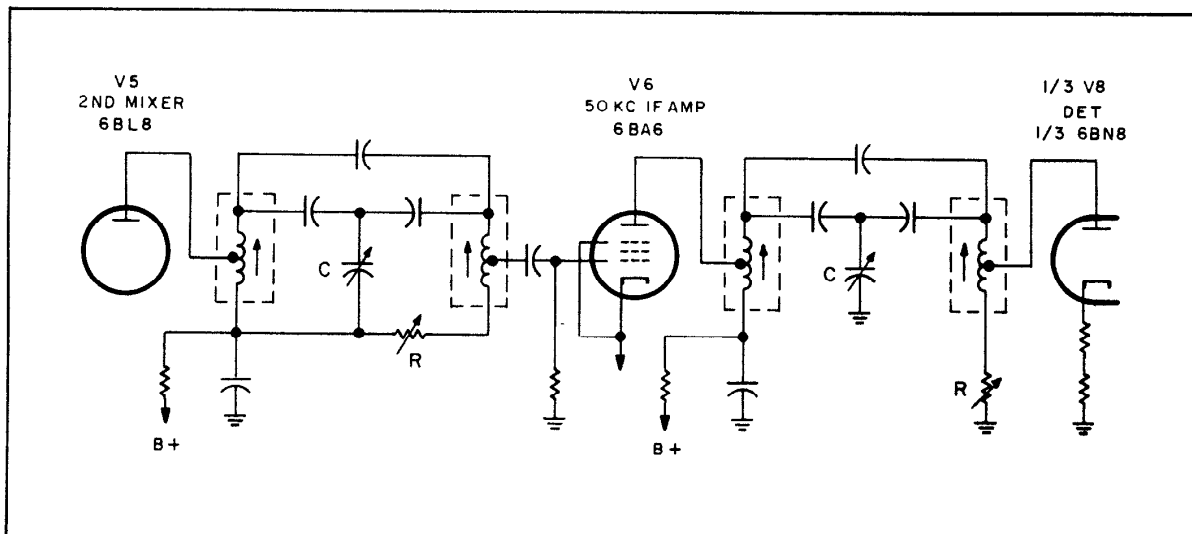 V5
2ND MIXER
6BL8
V6
50 KC IF AMP
6BA6
1/3 V8
DET
1/3 6BN8
C
R
B+
C
R
B+